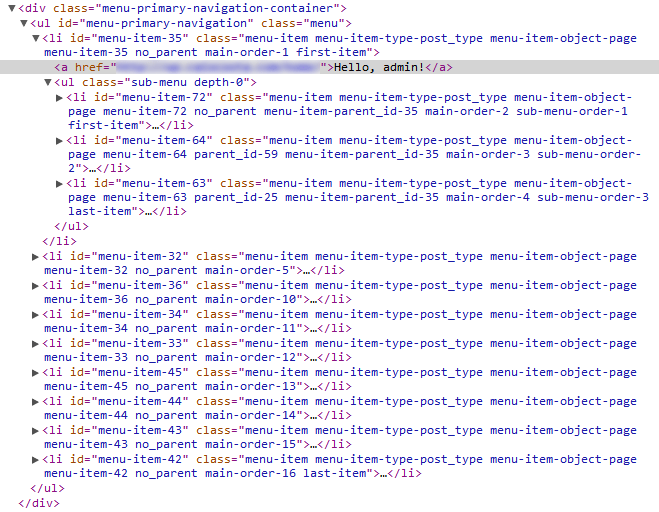 ▼<div class="menu-primary-navigation-container">
▼<ul id="menu-primary-navigation" class="menu">
▼<li id="menu-item-35" class="menu-item menu-item-type-post_type menu-item-object-page
menu-item-35 no_parent main-order-1 first-item">
<a href="">Hello, admin!</a>
▼<ul class="sub-menu depth-0">
▶<li id="menu-item-72" class="menu-item menu-item-type-post_type menu-item-object-
page menu-item-72 no_parent menu-item-parent_id-35 main-order-2 sub-menu-order-1
first-item">…</li>
▶<li id="menu-item-64" class="menu-item menu-item-type-post_type menu-item-object-
page menu-item-64 parent_id-59 menu-item-parent_id-35 main-order-3 sub-menu-order-
2">…</li>
▶<li id="menu-item-63" class="menu-item menu-item-type-post_type menu-item-object-
page menu-item-63 parent_id-25 menu-item-parent_id-35 main-order-4 sub-menu-order-3
last-item">…</li>
</ul>
</li>
▶<li id="menu-item-32" class="menu-item menu-item-type-post_type menu-item-object-page
menu-item-32 no_parent main-order-5">…</li>
▶<li id="menu-item-36" class="menu-item menu-item-type-post_type menu-item-object-page
menu-item-36 no_parent main-order-10">…</li>
▶<li id="menu-item-34" class="menu-item menu-item-type-post_type menu-item-object-page
menu-item-34 no_parent main-order-11">…</li>
▶<li id="menu-item-33" class="menu-item menu-item-type-post_type menu-item-object-page
menu-item-33 no_parent main-order-12">…</li>
▶<li id="menu-item-45" class="menu-item menu-item-type-post_type menu-item-object-page
menu-item-45 no_parent main-order-13">…</li>
▶<li id="menu-item-44" class="menu-item menu-item-type-post_type menu-item-object-page
menu-item-44 no_parent main-order-14">…</li>
▶<li id="menu-item-43" class="menu-item menu-item-type-post_type menu-item-object-page
menu-item-43 no_parent main-order-15">…</li>
▶<li id="menu-item-42" class="menu-item menu-item-type-post_type menu-item-object-page
menu-item-42 no_parent main-order-16 last-item">…</li>
</ul>
</div>